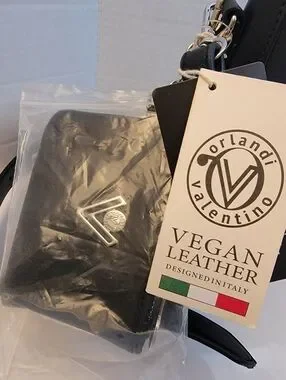 orlandi
valentino
VEGAN
LEATHER
DESIGNED IN ITALY